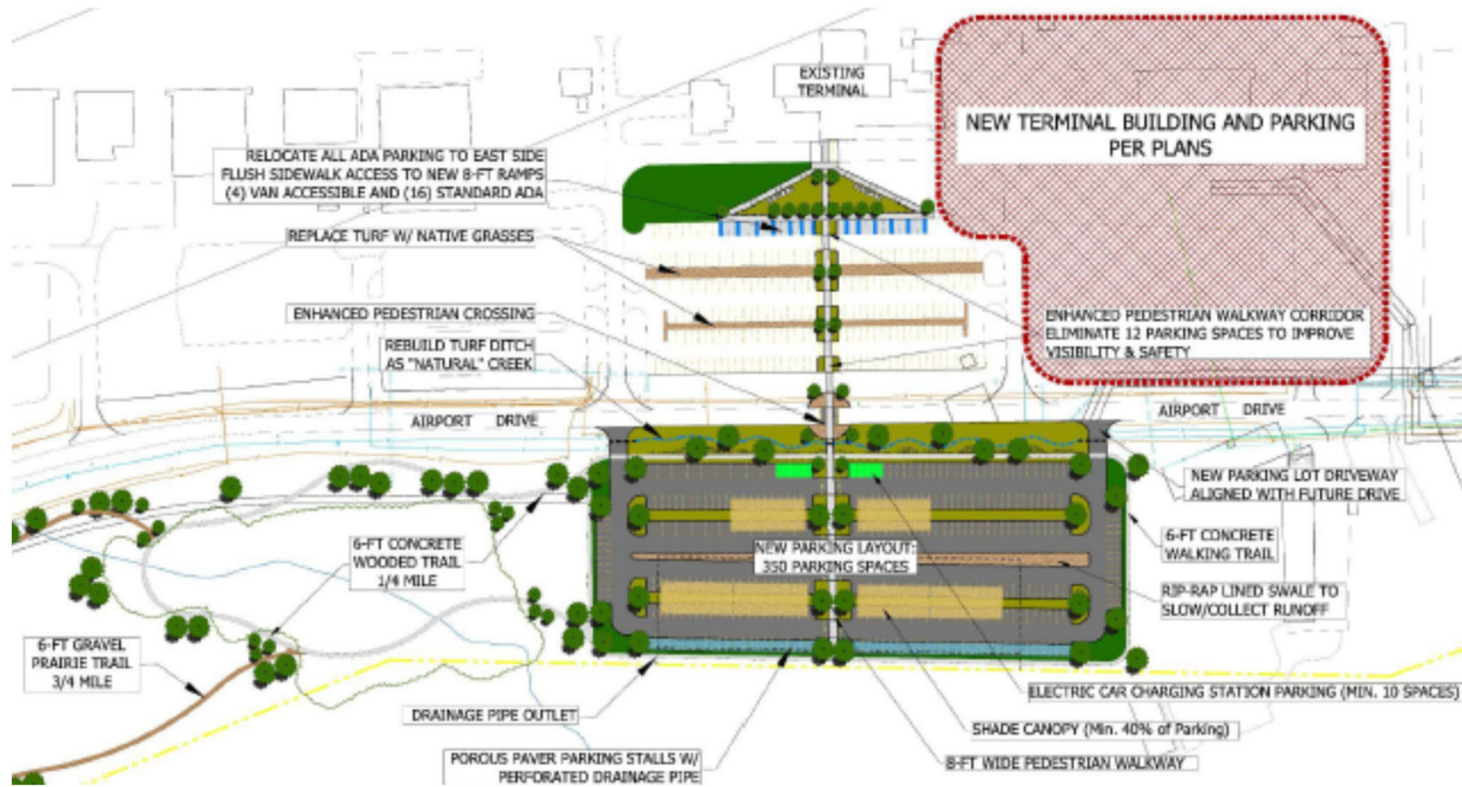 EXISTING
TERMINAL
NEW TERMINAL BUILDING AND PARKING
PER PLANS
RELOCATE ALL ADA PARKING TO EAST SIDE
FLUSH SIDEWALK ACCESS TO NEW 8-FT RAMPS
(4) VAN ACCESSIBLE AND (16) STANDARD ADA
REPLACE TURF W/ NATIVE GRASSES
ENHANCED PEDESTRIAN CROSSING
ENHANCED PEDESTRIAN WALKWAY CORRIDOR
ELIMINATE 12 PARKING SPACES TO IMPROVE
VISIBILITY & SAFETY
REBUILD TURF DITCH
AS "NATURAL" CREEK
AIRPORT DRIVE
AIRPORT DRIVE
NEW PARKING LOT DRIVEWAY
ALIGNED WITH FUTURE DRIVE
6-FT CONCRETE
WOODED TRAIL
1/4 MILE
NEW PARKING LAYOUT:
350 PARKING SPACES
6-FT CONCRETE
WALKING TRAIL
RIP-RAP LINED SWALE TO
SLOW/COLLECT RUNOFF
6-FT GRAVEL
PRAIRIE TRAIL
3/4 MILE
ELECTRIC CAR CHARGING STATION PARKING (MIN. 10 SPACES)
DRAINAGE PIPE OUTLET
SHADE CANOPY (Min. 40% of Parking)
POROUS PAVER PARKING STALLS W/
PERFORATED DRAINAGE PIPE
8-FT WIDE PEDESTRIAN WALKWAY